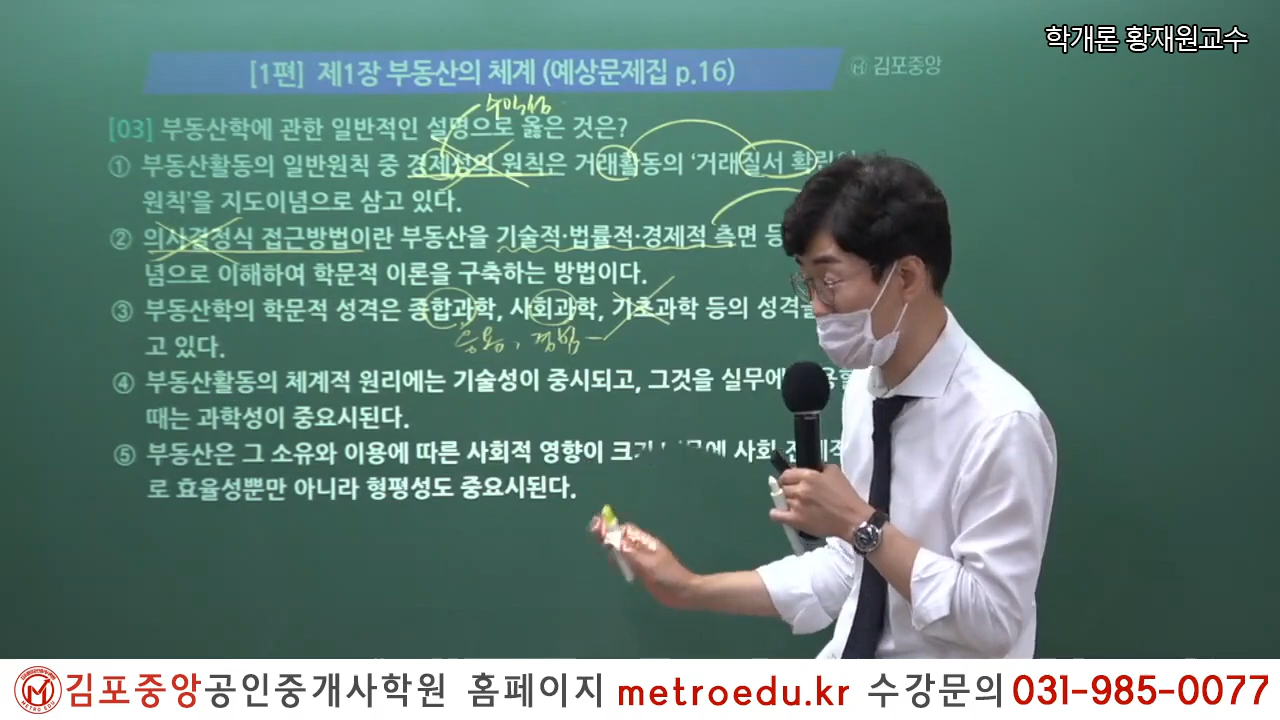 학개론 황재원교수
[1편] 제1장 부동산의 체계 (예상문제집 p.16)
김포중앙
수익성
[03] 부동산학에 관한 일반적인 설명으로 옳은 것은?
① 부동산활동의 일반원칙 중 경제성의 원칙은 거래활동의 '거래질서 확립의
원칙'을 지도이념으로 삼고 있다.
② 의사결정식 접근방법이란 부동산을 기술적·법률적·경제적 측면 등
념으로 이해하여 학문적 이론을 구축하는 방법이다.
③ 부동산학의 학문적 성격은 종합과학, 사회과학, 기초과학 등의 성격을
응용, 경험
고 있다.
④ 부동산활동의 체계적 원리에는 기술성이 중시되고, 그것을 실무에
때는 과학성이 중요시된다.
⑤ 부동산은 그 소유와 이용에 따른 사회적 영향이 사회
로 효율성뿐만 아니라 형평성도 중요시된다.
METRO EDU
김포중앙공인중개사학원 홈페이지 metroedu.kr 수강문의 031-985-0077